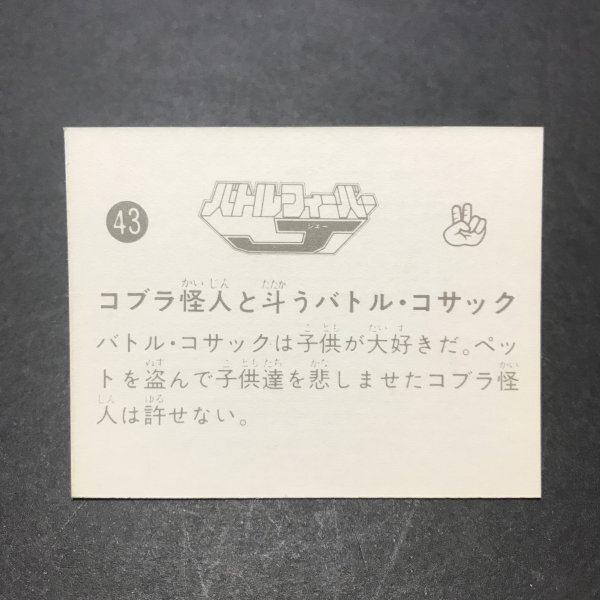 43
バトルフィーバー
J
ジェー
コブラ怪人と斗うバトル・コサック
かいじん たたか
バトル・コサックは子供が大好きだ。ペッ
こども だいす
トを盗んで子供達を悲しませたコブラ怪
ぬす こどもたち かな かい
人は許せない。
じん ゆる